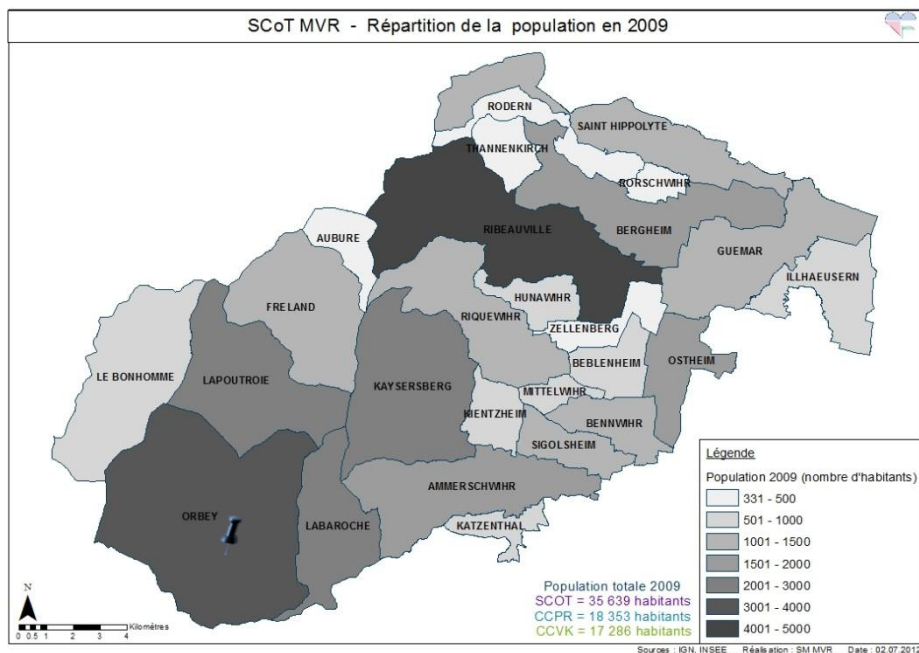 SCoT MVR - Répartition de la population en 2009
RODERN
SAINT HIPPOLYTE
THANNENKIRCH
RORSCHWIHR
AUBURE
RIBEAUVILLE
BERGHEIM
GUEMAR
ILLHAEUSERN
FRELAND
HUNAWIHR
RIQUEWIHR
ZELLENBERG
LE BONHOMME
LAPOUTROIE
KAYSERSBERG
BEBLENHEIM
OSTHEIM
MITTELWIHR
KIENTZHEIM
BENNWIHR
SIGOLSHEIM
AMMERSCHWIHR
ORBEY
LABAROCHE
KATZENTHAL
Légende
Population 2009 (nombre d'habitants)
331 - 500
501 - 1000
1001 - 1500
1501 - 2000
2001 - 3000
3001 - 4000
4001 - 5000
Population totale 2009
SCOT = 35 639 habitants
CCPR = 18 353 habitants
CCVK = 17 286 habitants
N
Kilomètres
0 0.5 1 2 3 4
Sources : IGN, INSEE Réalisation : SM MVR Date : 02.07.2012